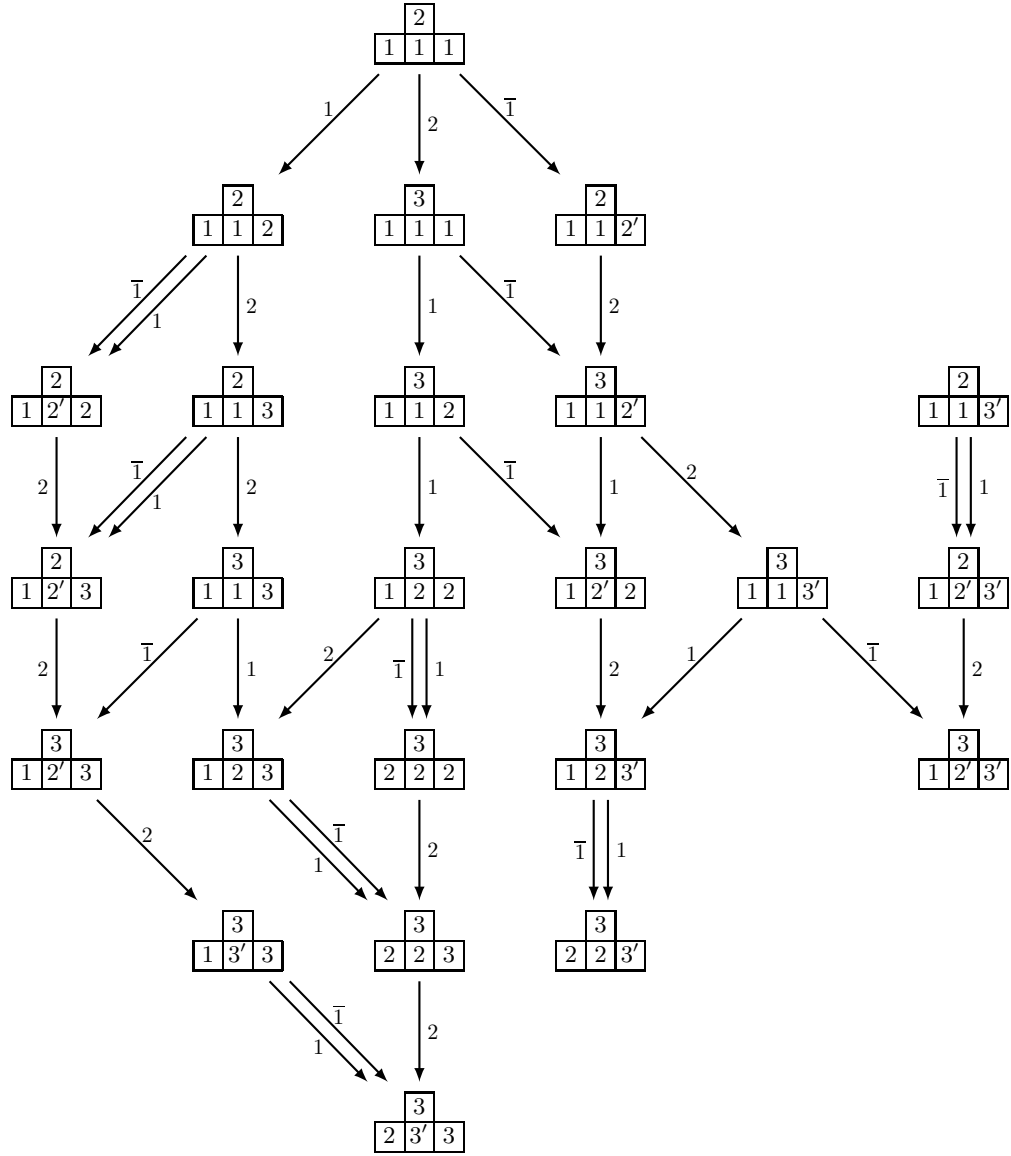 2
1 1 1
1 2 1̅
2 3 2
1 1 2 1 1 1 1 1 2′
1̅ 1 2 1 1̅ 2
2 2 3 3 2
1 2′ 2 1 1 3 1 1 2 1 1 2′ 1 1 3′
2 1̅ 1 2 1 1̅ 1 2 1̅ 1
2 3 3 3 3 2
1 2′ 3 1 1 3 1 2 2 1 2′ 2 1 1 3′ 1 2′ 3′
2 1̅ 1 2 1̅ 1 2 1 1̅ 2
3 3 3 3 3
1 2′ 3 1 2 3 2 2 2 1 2 3′ 1 2′ 3′
2 1 1̅ 2 1̅ 1
3 3 3
1 3′ 3 2 2 3 2 2 3′
1 1̅ 2
3
2 3′ 3